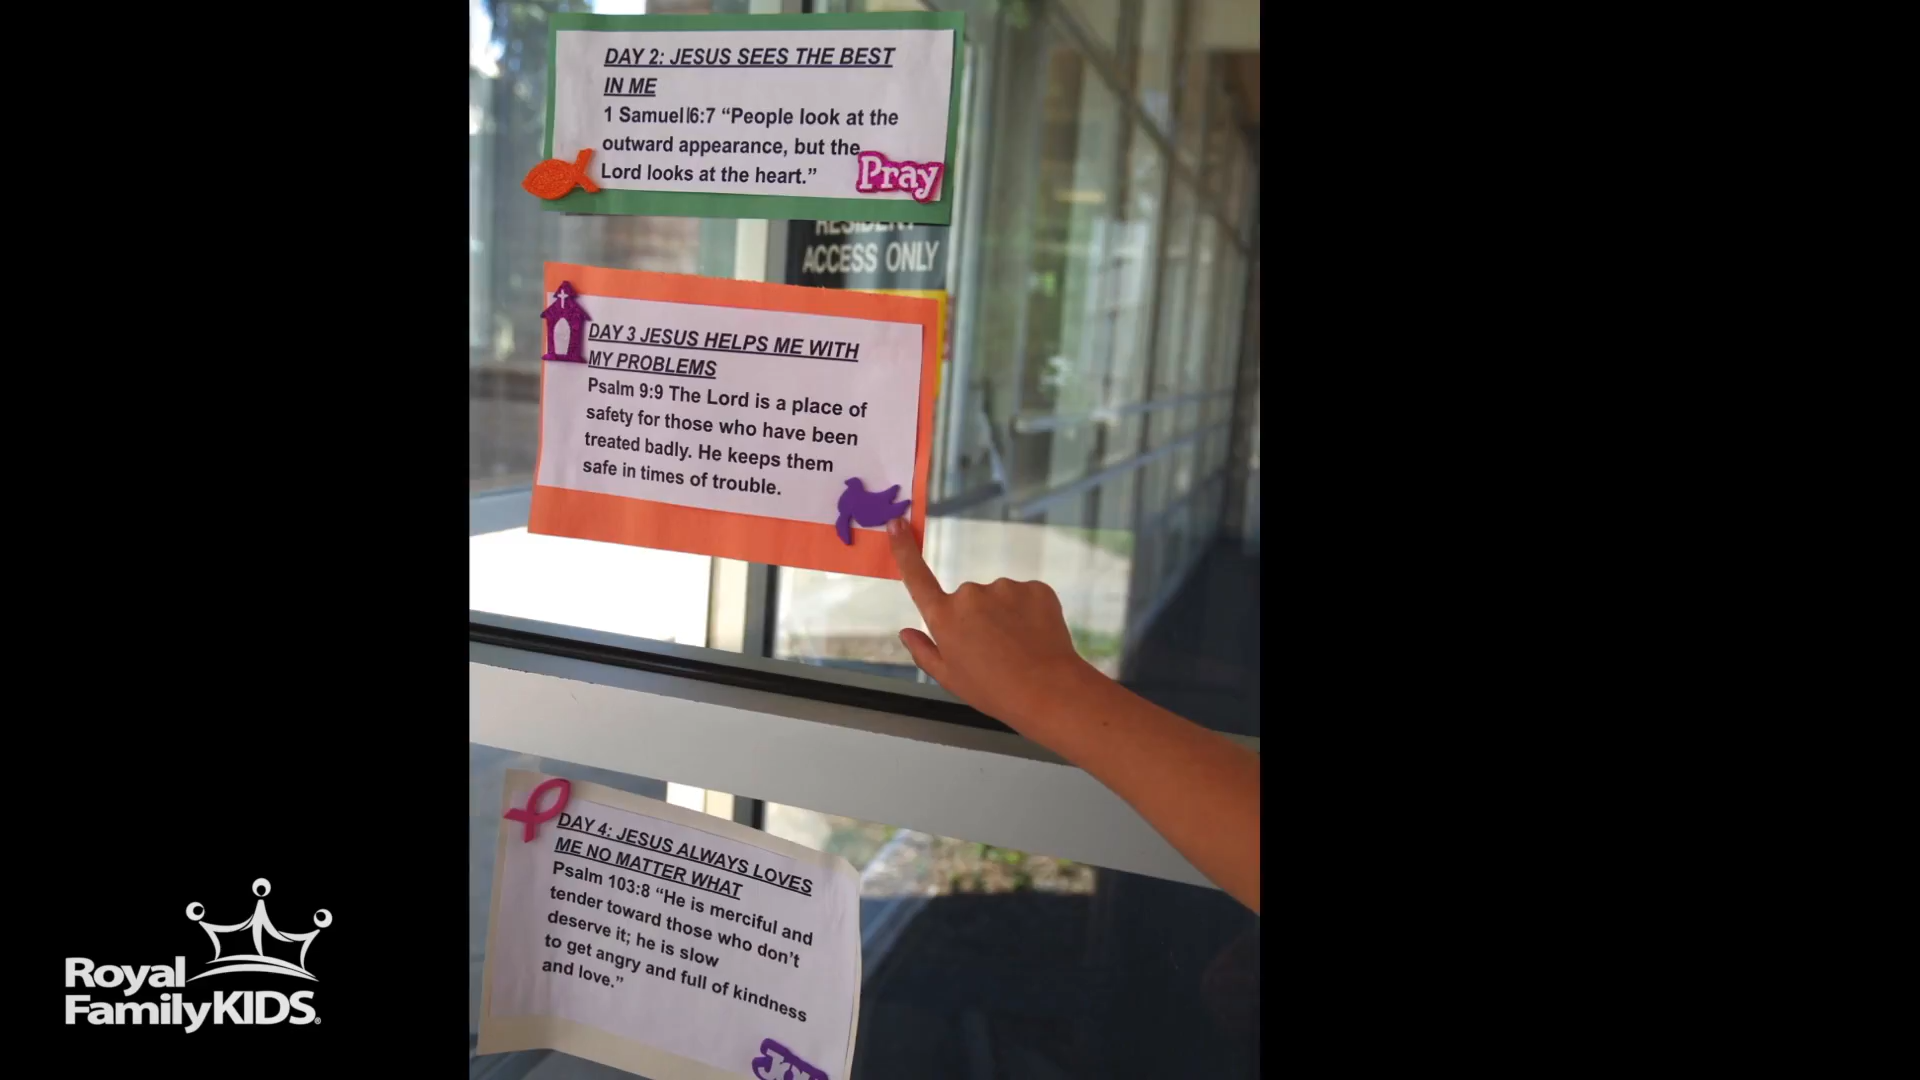 DAY 2: JESUS SEES THE BEST
IN ME
1 Samuel16:7 “People look at the
outward appearance, but the
Lord looks at the heart.”
Pray
RESIDENT
ACCESS ONLY
DAY 3 JESUS HELPS ME WITH
MY PROBLEMS
Psalm 9:9 The Lord is a place of
safety for those who have been
treated badly. He keeps them
safe in times of trouble.
DAY 4: JESUS ALWAYS LOVES
ME NO MATTER WHAT
Psalm 103:8 “He is merciful and
tender toward those who don’t
deserve it; he is slow
to get angry and full of kindness
and love.”
Royal
FamilyKIDS®